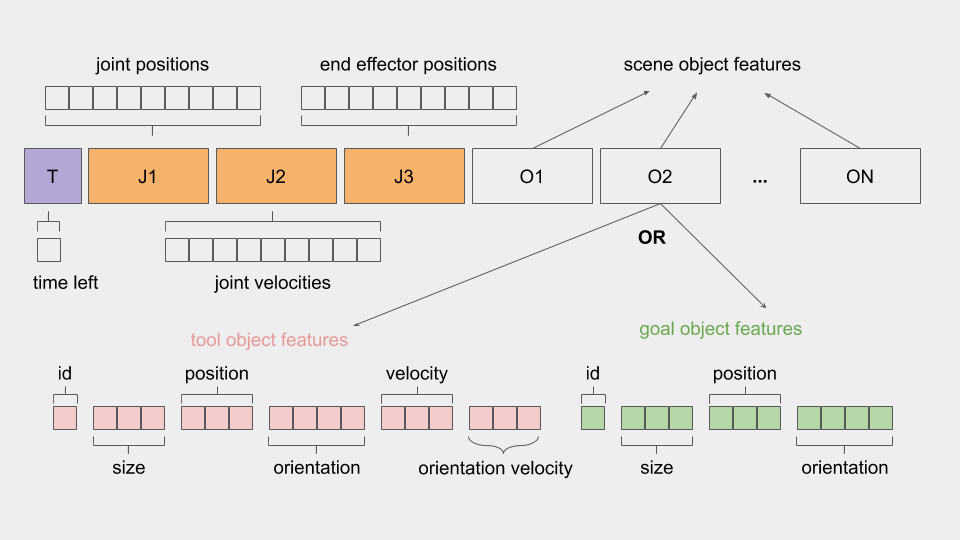 joint positions
end effector positions
scene object features
T
J1
J2
J3
O1
O2
...
ON
OR
time left
joint velocities
tool object features
goal object features
id
position
velocity
id
position
size
orientation
orientation velocity
size
orientation